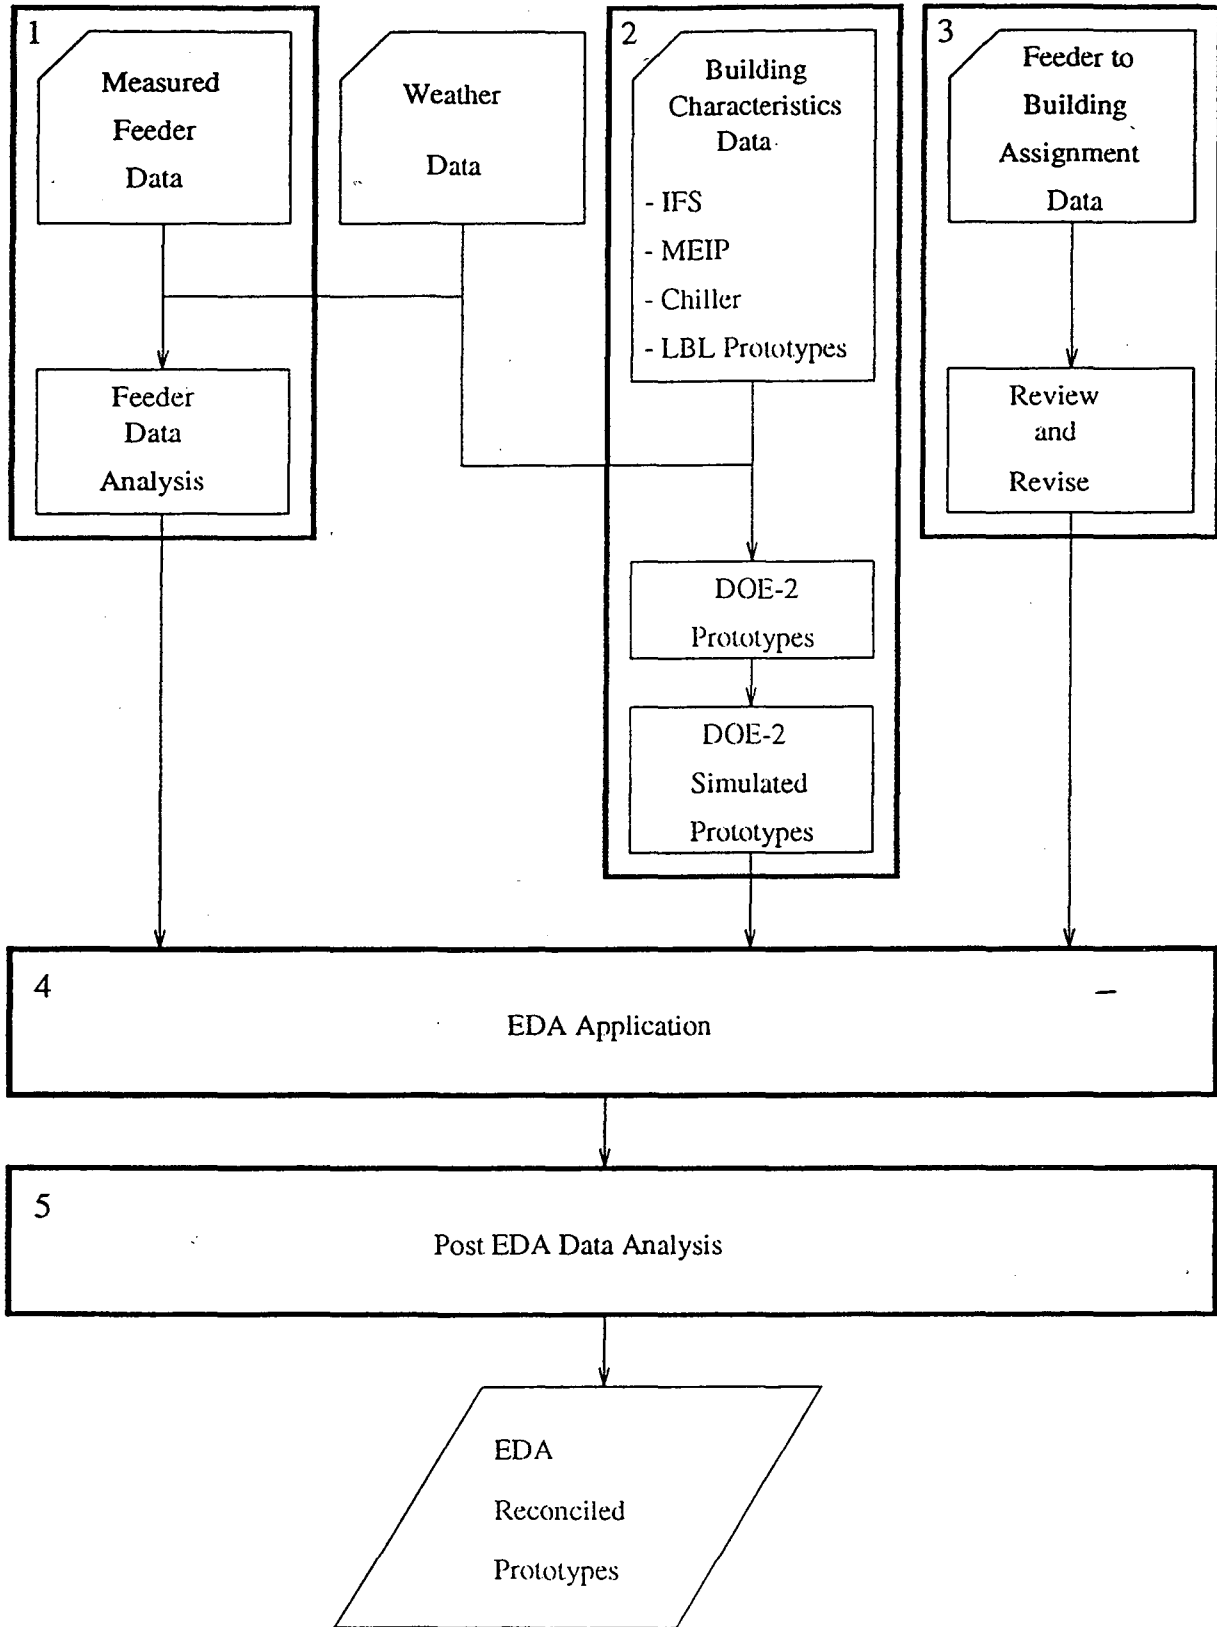 1
Measured
Feeder
Data
Feeder
Data
Analysis
Weather
Data
2
Building
Characteristics
Data
- IFS
- MEIP
- Chiller
- LBL Prototypes
DOE-2
Prototypes
DOE-2
Simulated
Prototypes
3
Feeder to
Building
Assignment
Data
Review
and
Revise
4
EDA Application
5
Post EDA Data Analysis
EDA
Reconciled
Prototypes